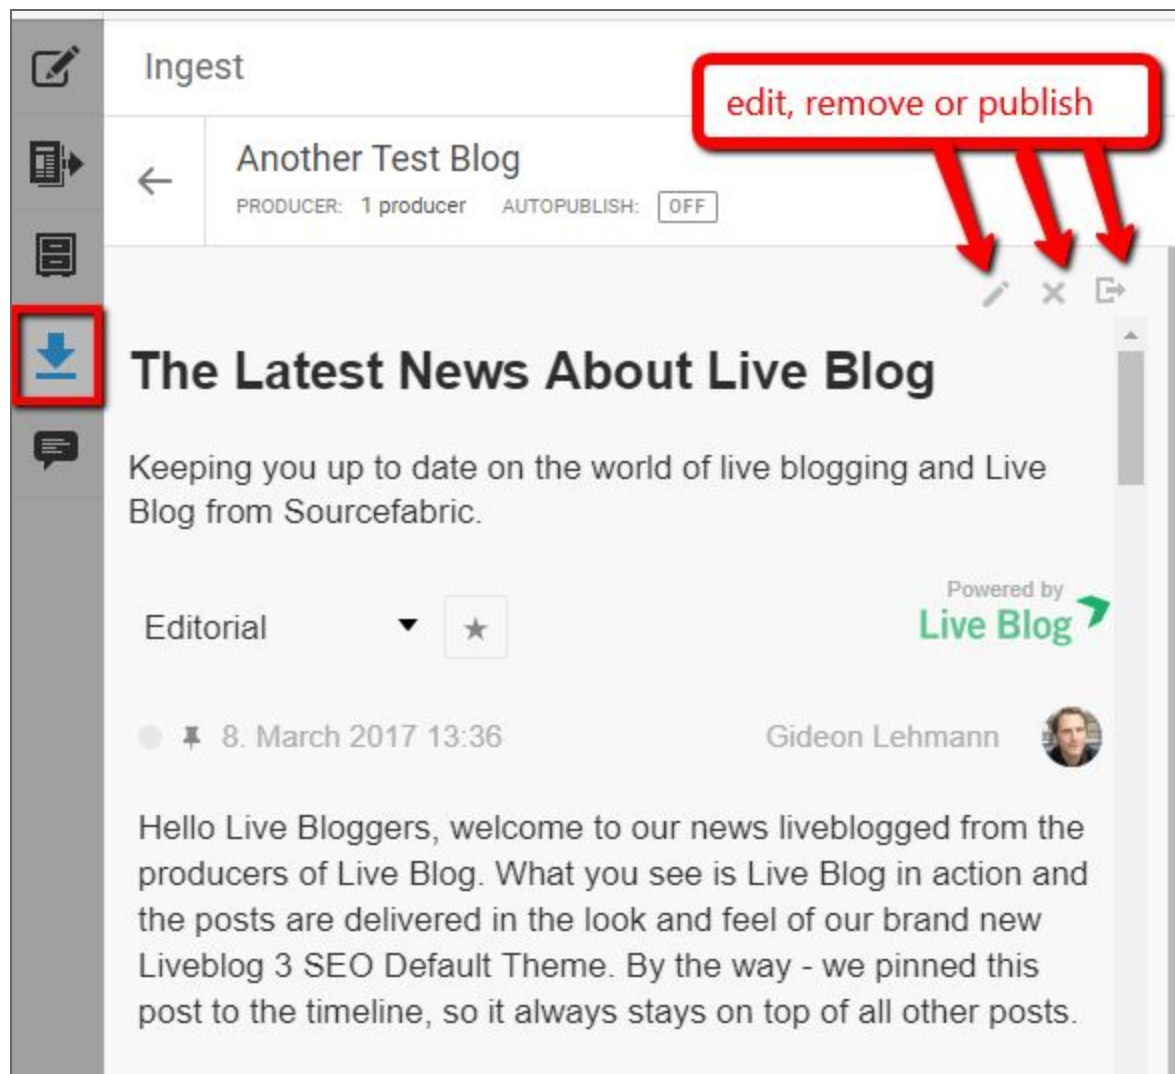 Ingest
edit, remove or publish
Another Test Blog
PRODUCER: 1 producer AUTOPUBLISH: OFF
The Latest News About Live Blog
Keeping you up to date on the world of live blogging and Live
Blog from Sourcefabric.
Powered by
Live Blog
Editorial
8. March 2017 13:36 Gideon Lehmann
Hello Live Bloggers, welcome to our news liveblogged from the
producers of Live Blog. What you see is Live Blog in action and
the posts are delivered in the look and feel of our brand new
Liveblog 3 SEO Default Theme. By the way - we pinned this
post to the timeline, so it always stays on top of all other posts.